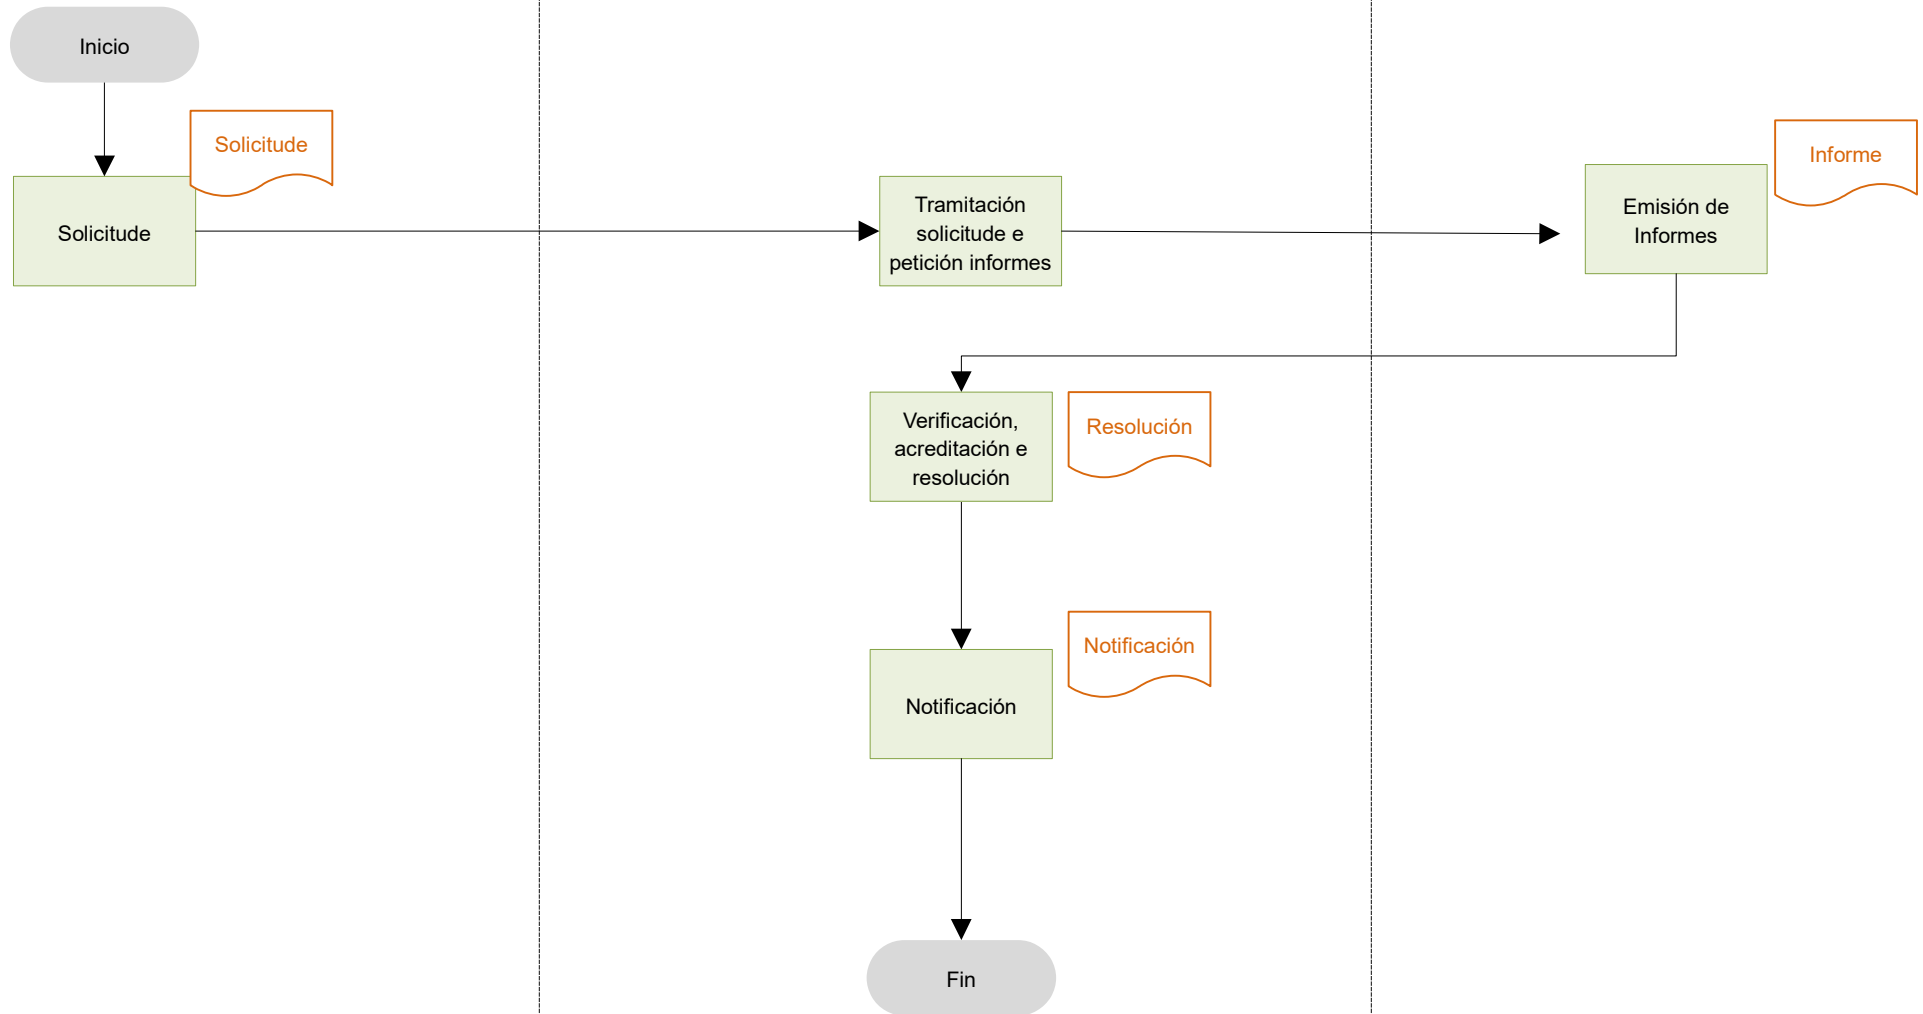 Inicio
Solicitude
Informe
Solicitude
Tramitación
solicitude e
petición informes
Emisión de
Informes
Verificación,
acreditación e
resolución
Resolución
Notificación
Notificación
Fin